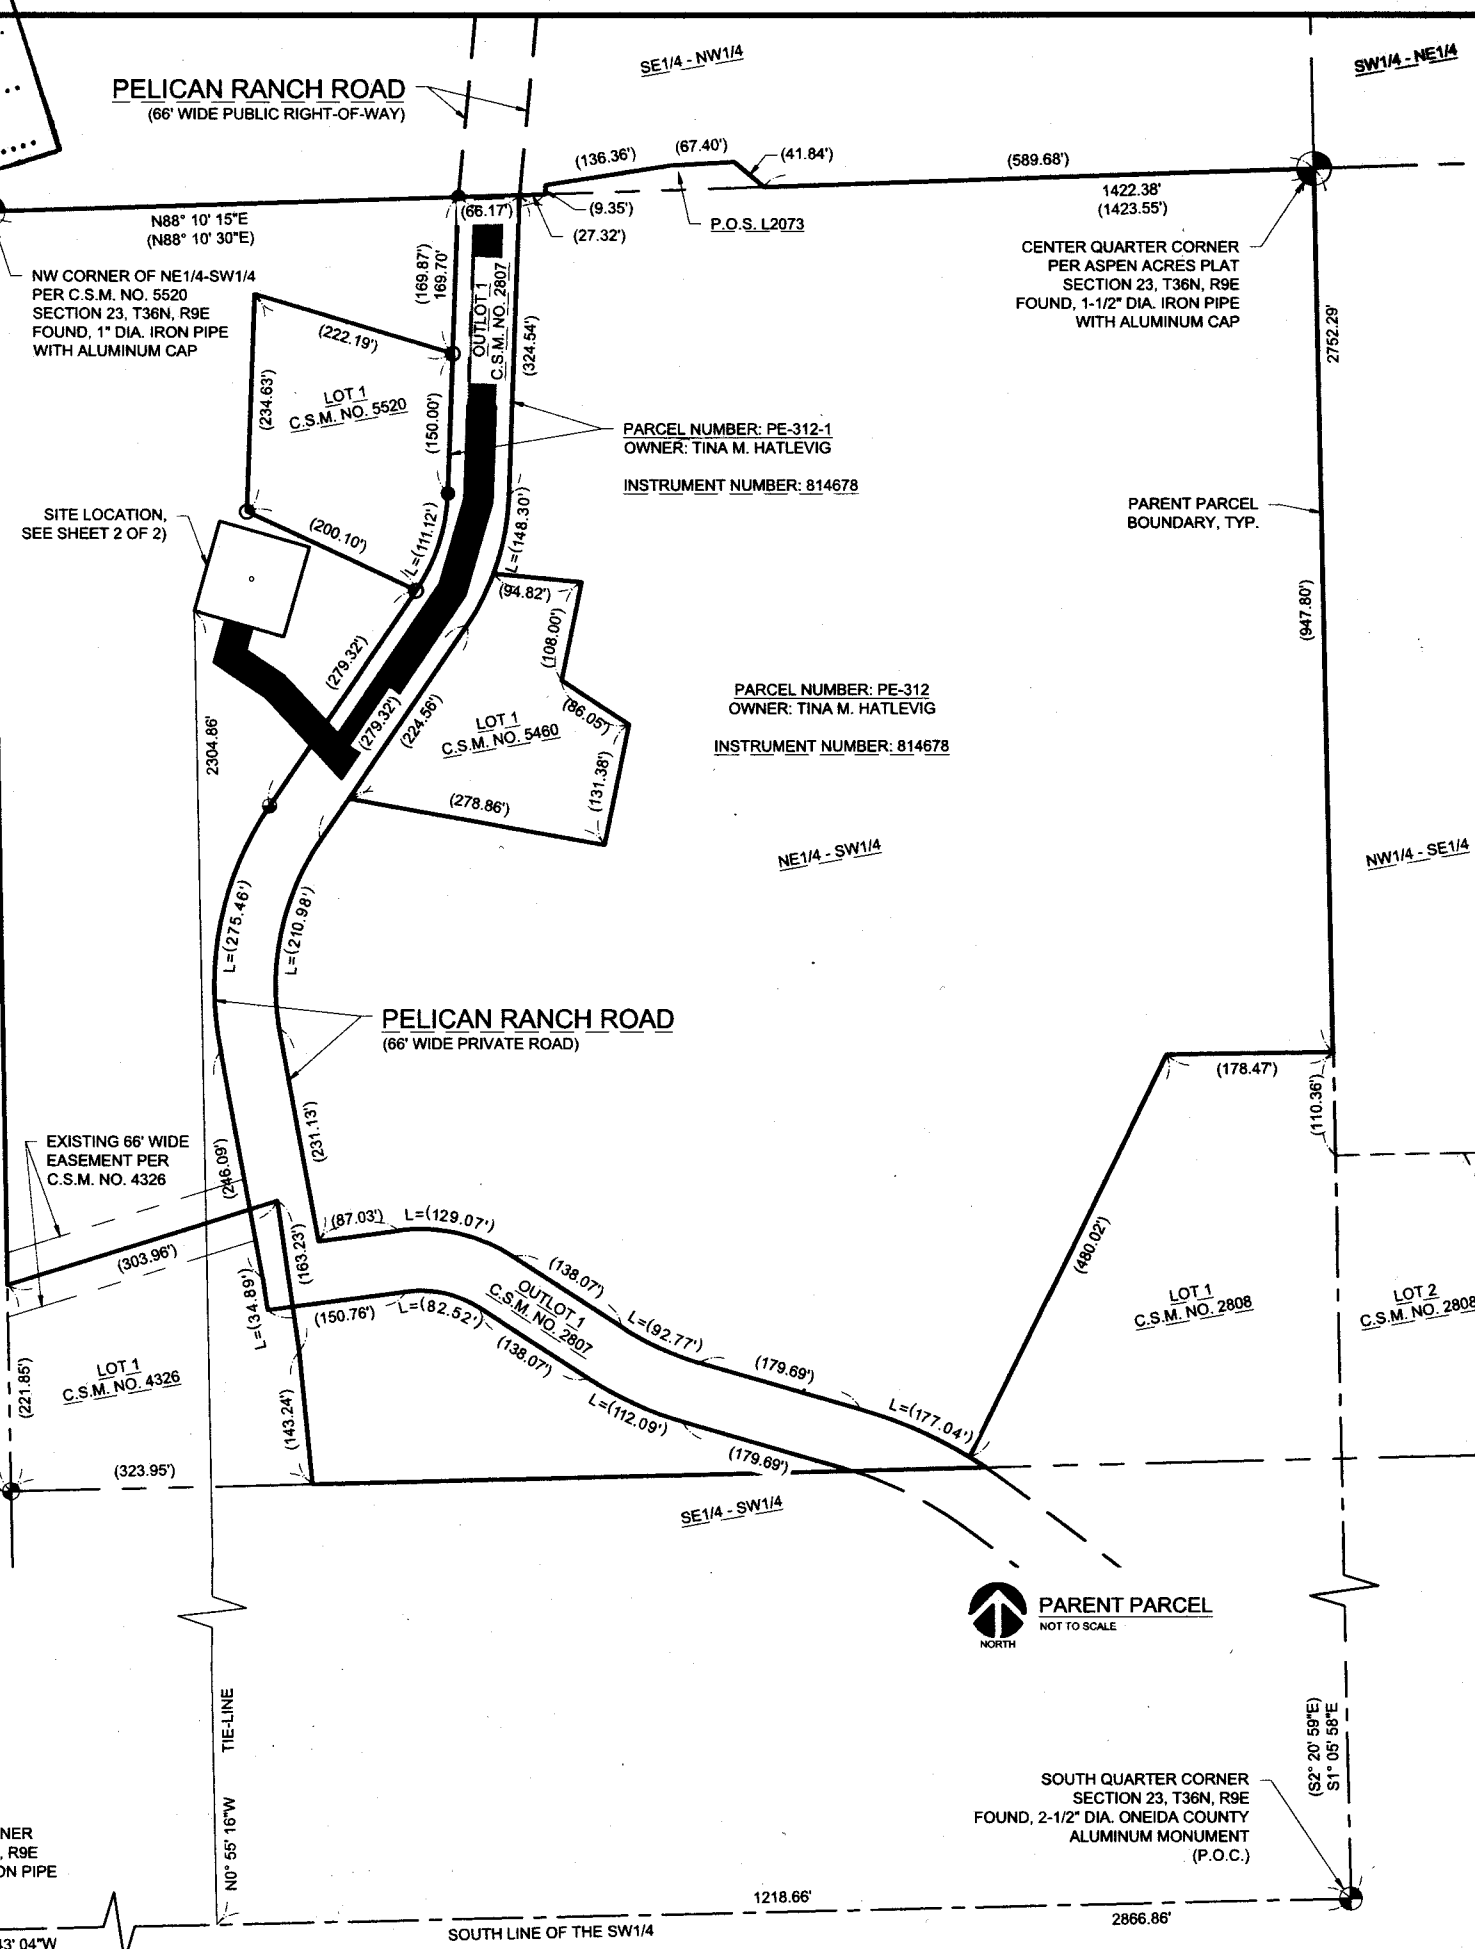 SE1/4 - NW1/4
SW1/4 - NE1/4
PELICAN RANCH ROAD
(66' WIDE PUBLIC RIGHT-OF-WAY)
(136.36')
(67.40')
(41.84')
(589.68')
1422.38'
(1423.55')
N88° 10' 15"E
(N88° 10' 30"E)
(66.17')
(9.35')
(27.32')
P.O.S. L2073
NW CORNER OF NE1/4-SW1/4
PER C.S.M. NO. 5520
SECTION 23, T36N, R9E
FOUND, 1" DIA. IRON PIPE
WITH ALUMINUM CAP
CENTER QUARTER CORNER
PER ASPEN ACRES PLAT
SECTION 23, T36N, R9E
FOUND, 1-1/2" DIA. IRON PIPE
WITH ALUMINUM CAP
(169.87')
169.70'
OUTLOT 1
C.S.M. NO. 2807
(324.54')
2752.29'
(222.19')
(234.63')
LOT 1
C.S.M. NO. 5520
(150.00')
PARCEL NUMBER: PE-312-1
OWNER: TINA M. HATLEVIG
INSTRUMENT NUMBER: 814678
SITE LOCATION,
SEE SHEET 2 OF 2)
(200.10')
L=(111.12')
L=(148.30')
PARENT PARCEL
BOUNDARY, TYP.
(94.82')
(108.00')
(947.80')
(279.32')
(279.32')
(224.56')
(86.05')
LOT 1
C.S.M. NO. 5460
PARCEL NUMBER: PE-312
OWNER: TINA M. HATLEVIG
INSTRUMENT NUMBER: 814678
2304.86'
(131.38')
(278.86')
NE1/4 - SW1/4
NW1/4 - SE1/4
L=(275.46')
L=(210.98')
PELICAN RANCH ROAD
(66' WIDE PRIVATE ROAD)
(178.47')
(110.36')
(231.13')
EXISTING 66' WIDE
EASEMENT PER
C.S.M. NO. 4326
(246.09')
(87.03')
L=(129.07')
(303.96')
(163.23')
(138.07')
(480.02')
L=(34.89')
(150.76')
L=(82.52')
OUTLOT 1
C.S.M. NO. 2807
(138.07')
L=(92.77')
LOT 1
C.S.M. NO. 2808
LOT 2
C.S.M. NO. 2808
(221.85')
LOT 1
C.S.M. NO. 4326
(179.69')
(143.24')
L=(112.09')
L=(177.04')
(323.95')
(179.69')
SE1/4 - SW1/4
NORTH
PARENT PARCEL
NOT TO SCALE
TIE-LINE
N0° 55' 16"W
(S2° 20' 59"E)
S1° 05' 58"E
SOUTH QUARTER CORNER
SECTION 23, T36N, R9E
FOUND, 2-1/2" DIA. ONEIDA COUNTY
ALUMINUM MONUMENT
(P.O.C.)
NER
, R9E
ON PIPE
1218.66'
2866.86'
SOUTH LINE OF THE SW1/4
43' 04"W